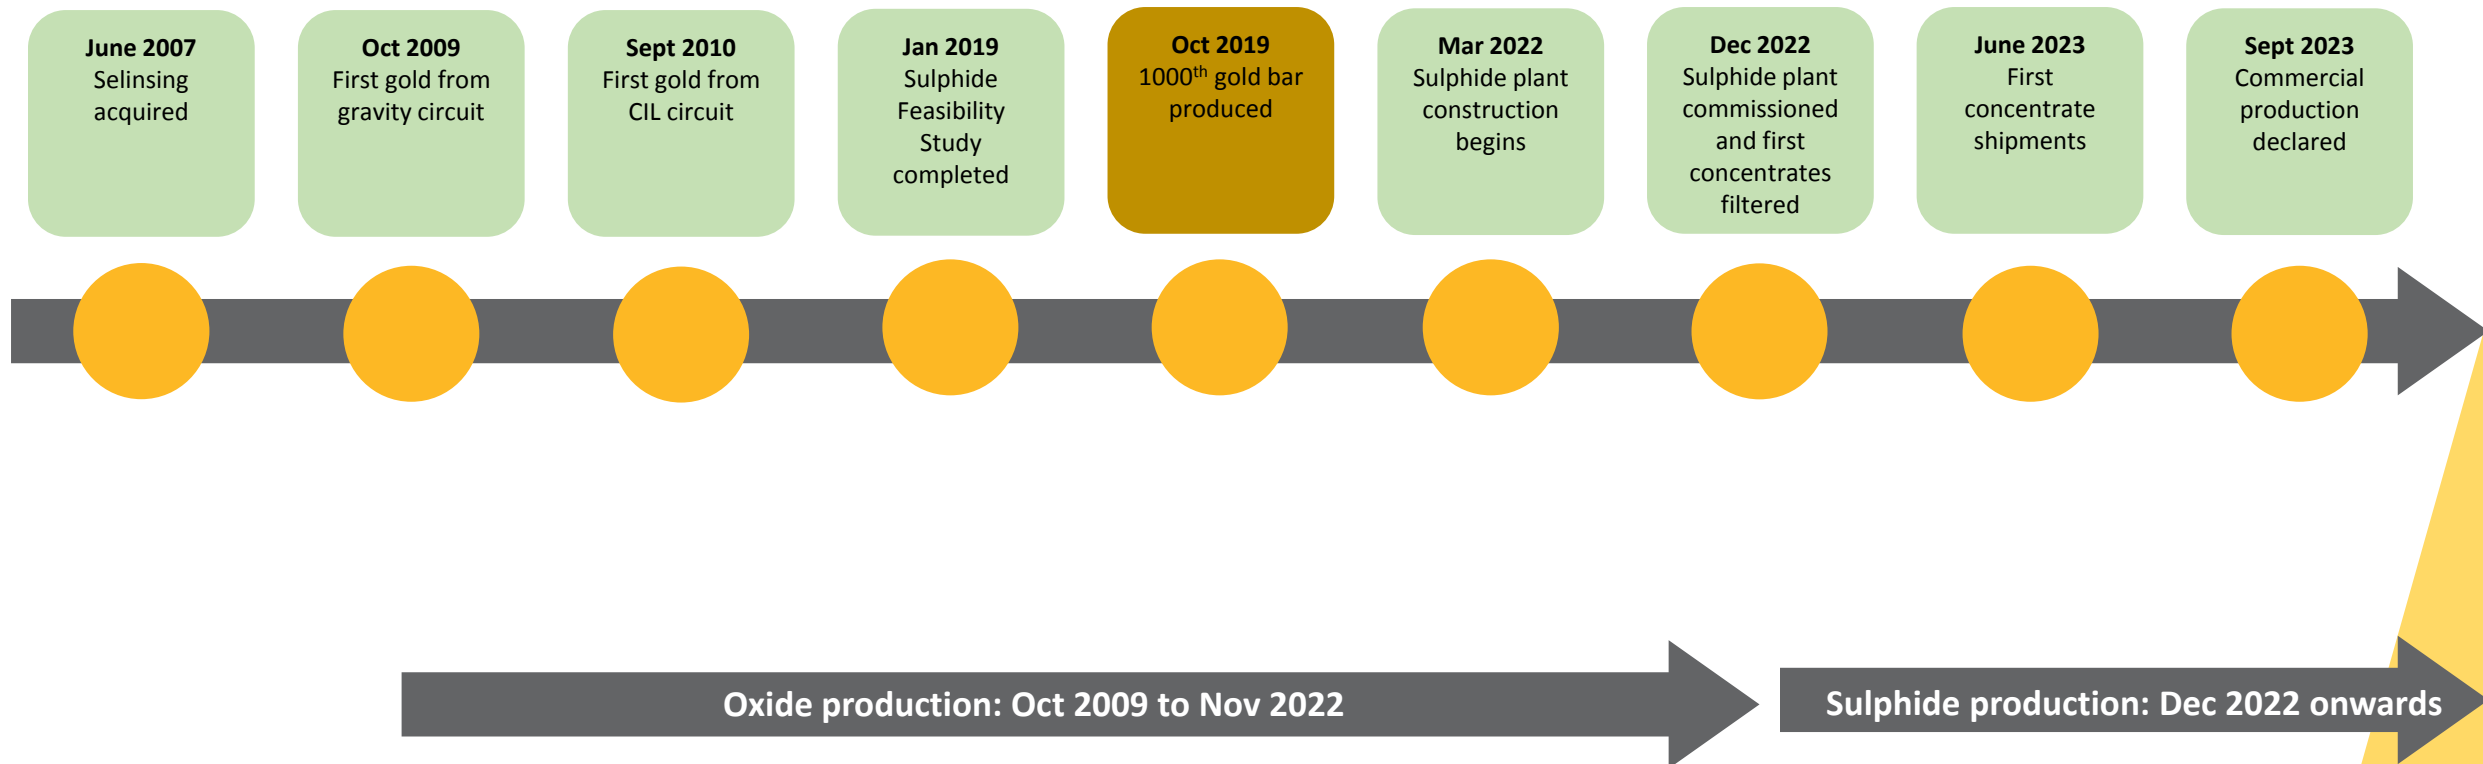 June 2007
Selinsing
acquired
Oct 2009
First gold from
gravity circuit
Sept 2010
First gold from
CIL circuit
Jan 2019
Sulphide
Feasibility
Study
completed
Oct 2019
1000th gold bar
produced
Mar 2022
Sulphide plant
construction
begins
Dec 2022
Sulphide plant
commissioned
and first
concentrates
filtered
June 2023
First
concentrate
shipments
Sept 2023
Commercial
production
declared
Oxide production: Oct 2009 to Nov 2022
Sulphide production: Dec 2022 onwards